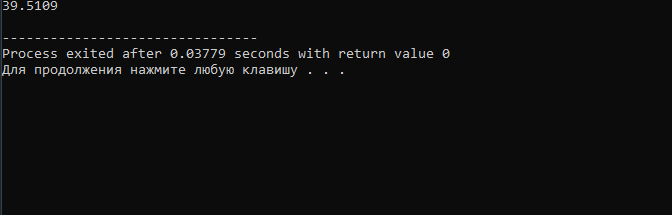 39.5109
--------------------------------
Process exited after 0.03779 seconds with return value 0
Для продолжения нажмите любую клавишу . . .